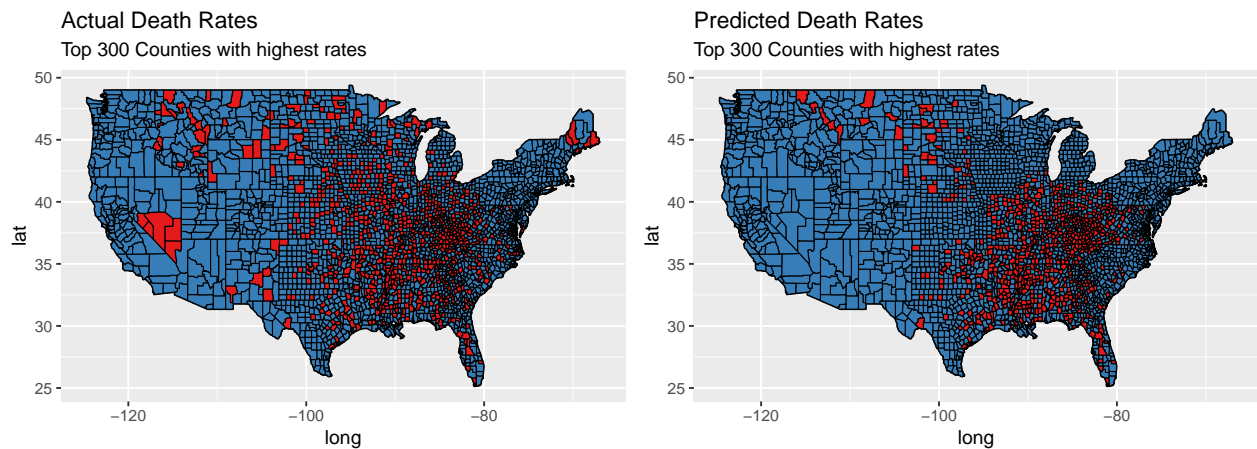 Actual Death Rates
Top 300 Counties with highest rates
50
45
40
35
30
25
lat
−120
−100
−80
long
Predicted Death Rates
Top 300 Counties with highest rates
50
45
40
35
30
25
lat
−120
−100
−80
long